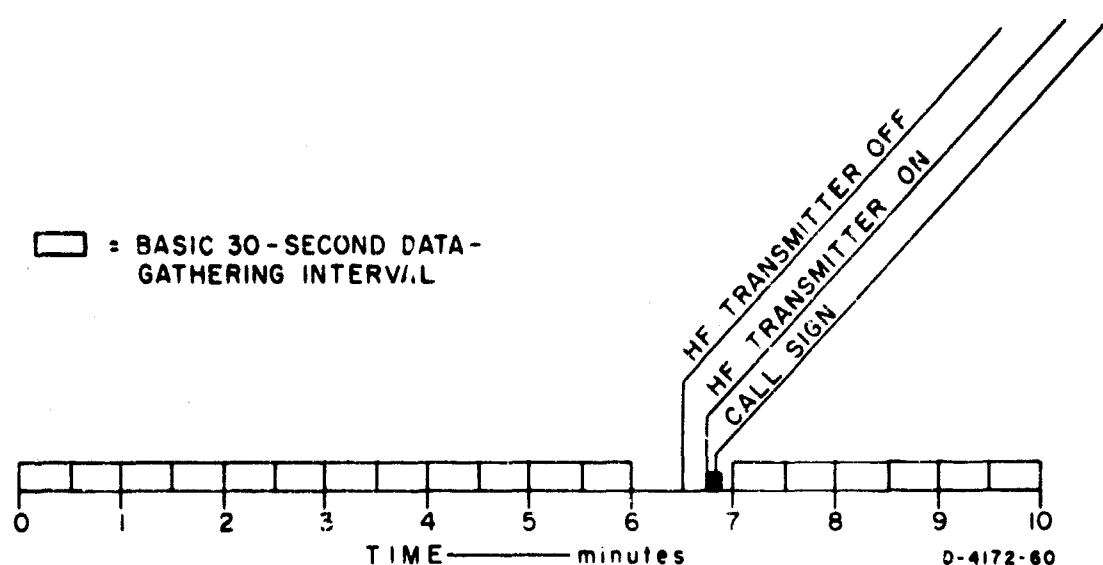 HF TRANSMITTER OFF
HF TRANSMITTER ON
CALL SIGN
= BASIC 30-SECOND DATA-
GATHERING INTERVAL
0 1 2 3 4 5 6 7 8 9 10
TIME minutes
D-4172-60